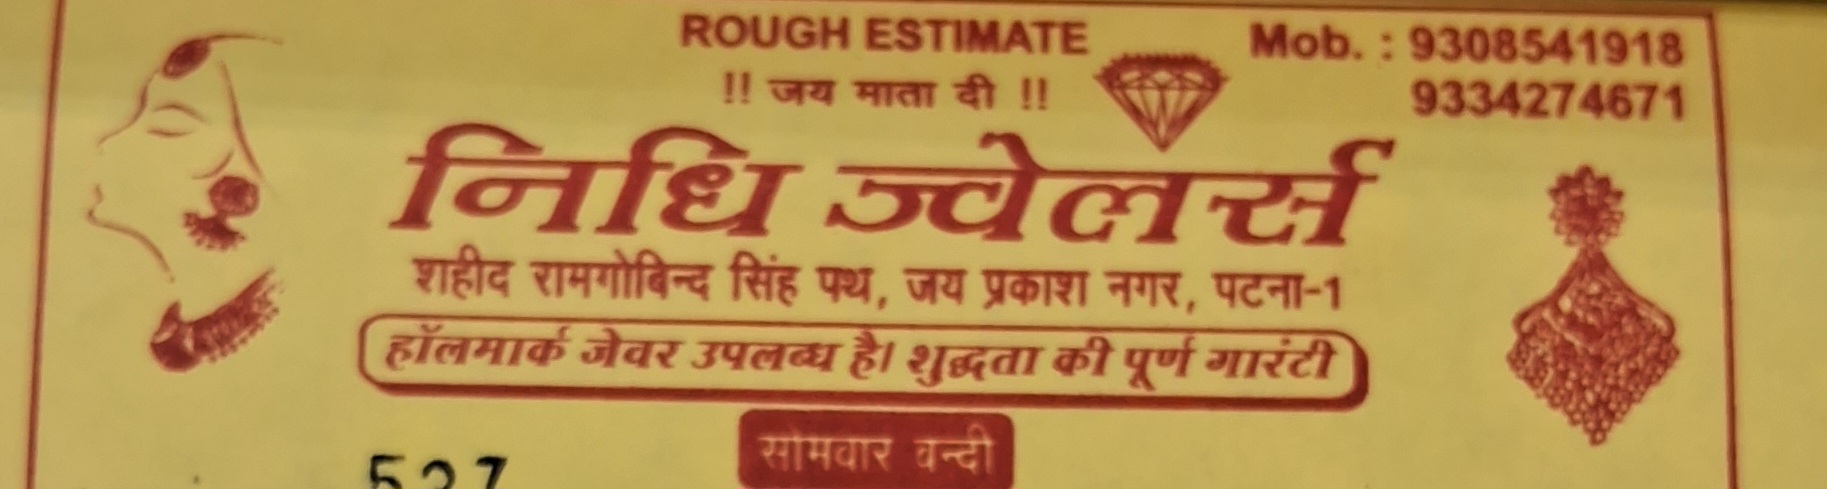 ROUGH ESTIMATE
Mob. : 9308541918
9334274671
!! जय माता दी !!
निधि ज्वेलर्स
शहीद रामगोबिन्द सिंह पथ, जय प्रकाश नगर, पटना-1
हॉलमार्क जेवर उपलब्ध है। शुद्धता की पूर्ण गारंटी
सोमवार बन्दी
527